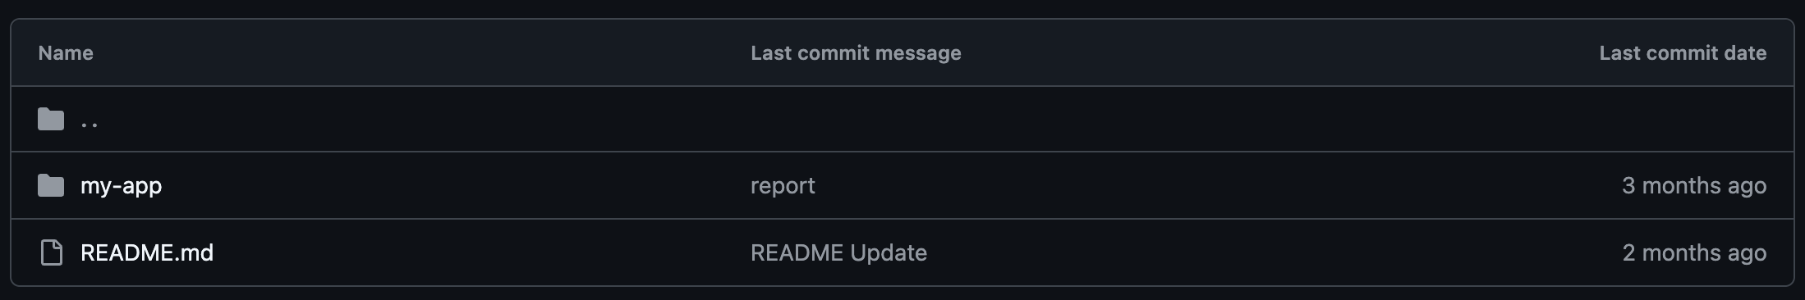 Name Last commit message Last commit date
..
my-app report 3 months ago
README.md README Update 2 months ago